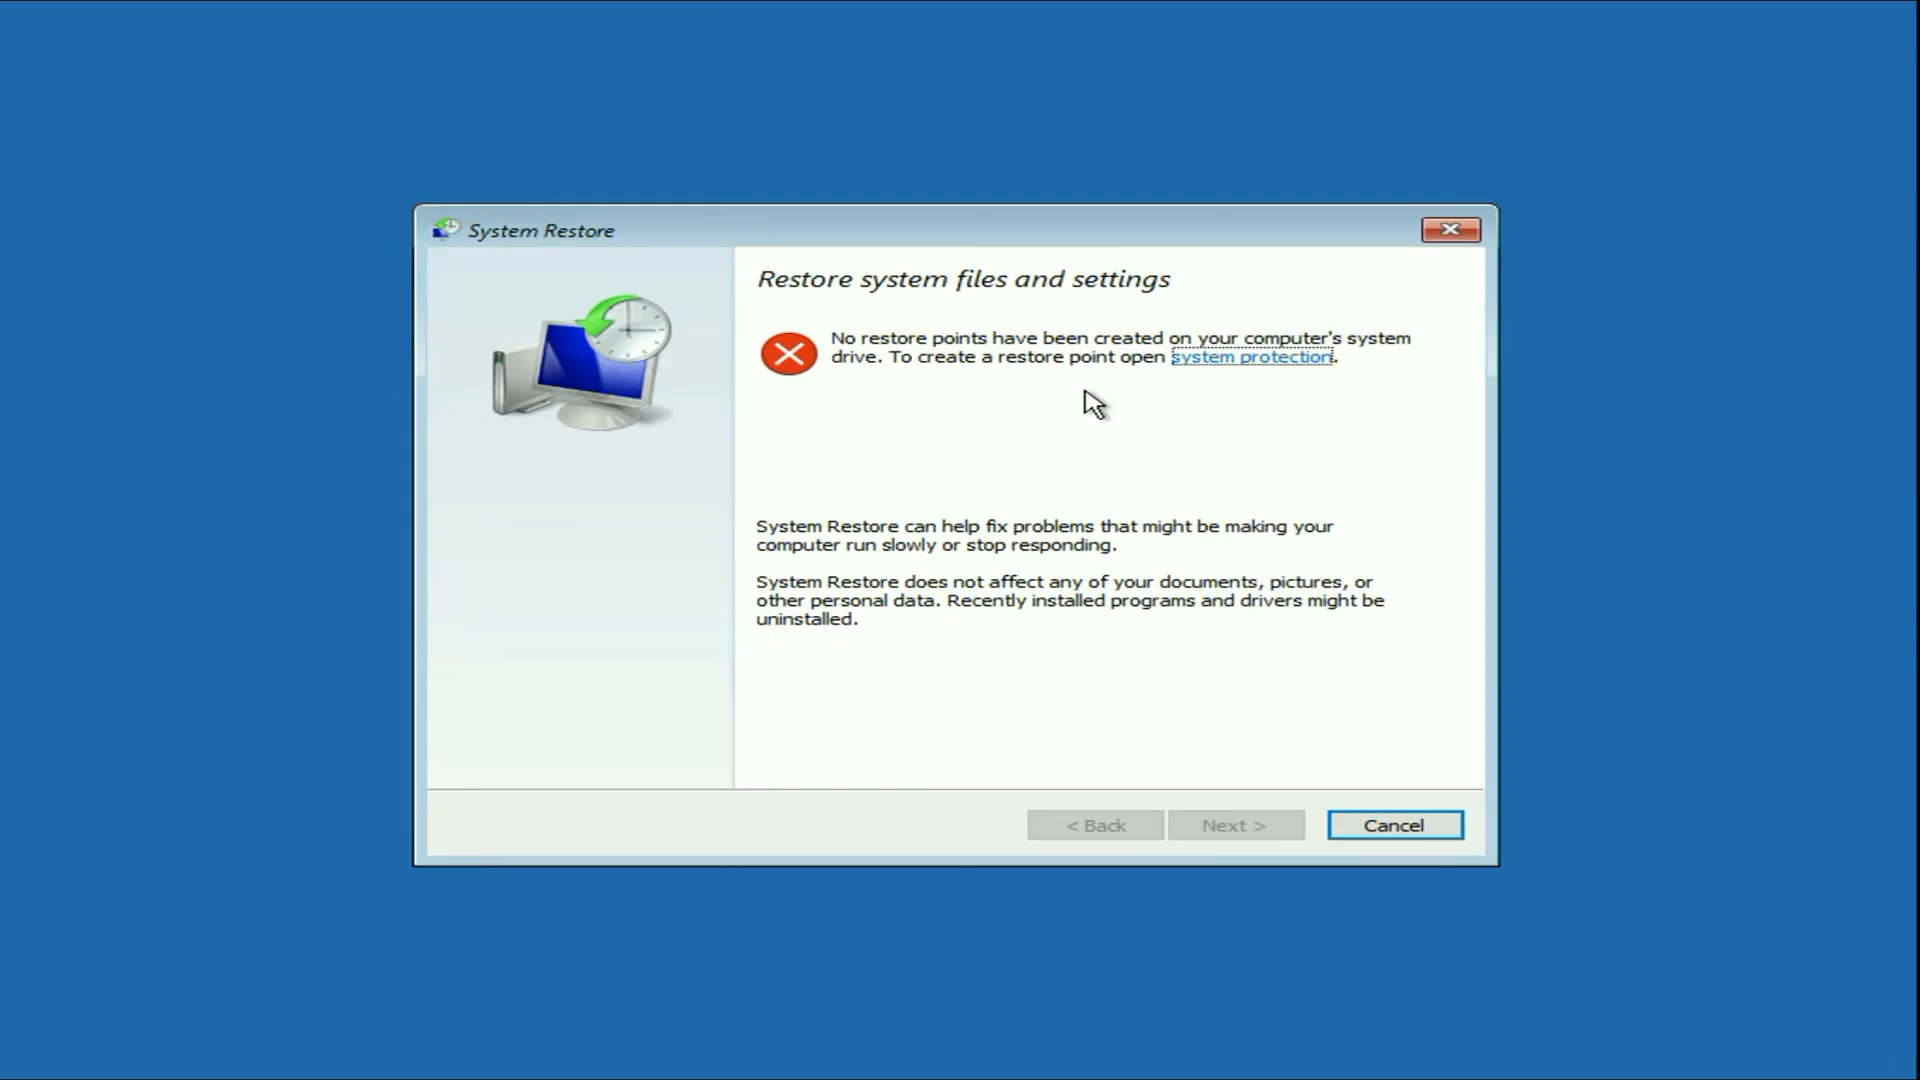 System Restore
Restore system files and settings
No restore points have been created on your computer's system
drive. To create a restore point open system protection.
System Restore can help fix problems that might be making your
computer run slowly or stop responding.
System Restore does not affect any of your documents, pictures, or
other personal data. Recently installed programs and drivers might be
uninstalled.
< Back
Next >
Cancel